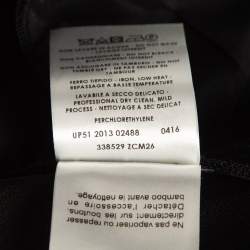 FERRO TIEPIDO - IRON, LOW HEAT
REPASSAGE A BASSE TEMPERATURE
LAVABILE A SECCO DELICATO -
PROFESSIONAL DRY CLEAN, MILD
PROCESS - NETTOYAGE A SEC DELICAT
PERCHLORETHYLENE
UP51 2013 02488 0416
338529 ZCM26
Ne pas vaporiser ou repasser
directement sur les boutons.
Détacher l'accessoire en
bambou avant le nettoyage.